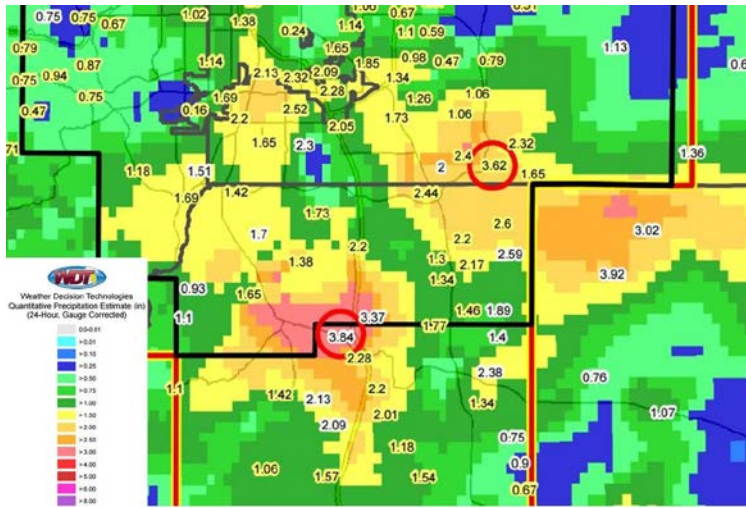 0.75 0.75 0.67 1.02 1.38 1.06 0.67 0.51
0.24 1.14 1.1 0.59
0.79 1.14 1.65 1.13
0.87 2.13 2.32 2.09 1.85 0.98 0.47 0.79
0.75 0.94 1.34
0.75 1.69 2.28 1.26 1.06
0.47 0.16 2.2 2.52 1.73 1.06
2.05
71 1.65 2.3 2.32 1.36
1.18 1.51 2 2.4 3.62 1.65
1.69 1.42 2.44
1.73
1.7 2.2 2.2 2.6 3.02
1.38 1.3 2.17 2.59 3.92
0.93 1.65 1.34
1.1 3.37 1.46 1.89
3.84 1.77 1.4
2.28
1.1 1.42 2.13 2.2 2.38 0.76
2.09 2.01 1.34 1.07
1.18 0.75
1.06 1.57 1.54 0.9
0.67
WDT
Weather Decision Technologies
Quantitative Precipitation Estimate (in)
(24-Hour, Gauge Corrected)
0.0-0.01
>0.01
>0.10
>0.25
>0.50
>0.75
>1.00
>1.50
>2.00
>2.50
>3.00
>4.00
>5.00
>6.00
>8.00